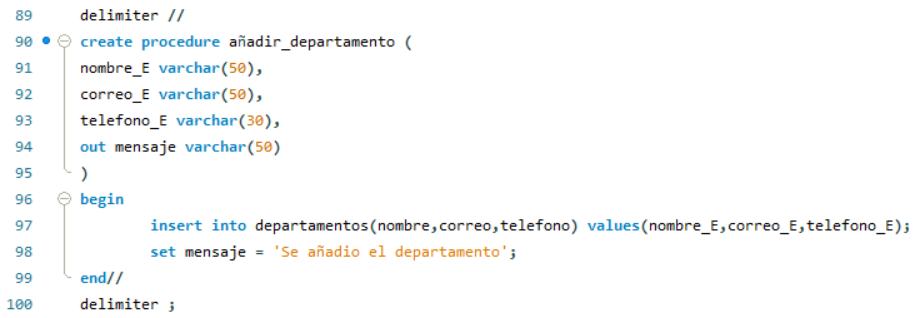 89 delimiter //
90 create procedure añadir_departamento (
91 nombre_E varchar(50),
92 correo_E varchar(50),
93 telefono_E varchar(30),
94 out mensaje varchar(50)
95 )
96 begin
97 insert into departamentos(nombre,correo,telefono) values(nombre_E,correo_E,telefono_E);
98 set mensaje = 'Se añadio el departamento';
99 end//
100 delimiter ;